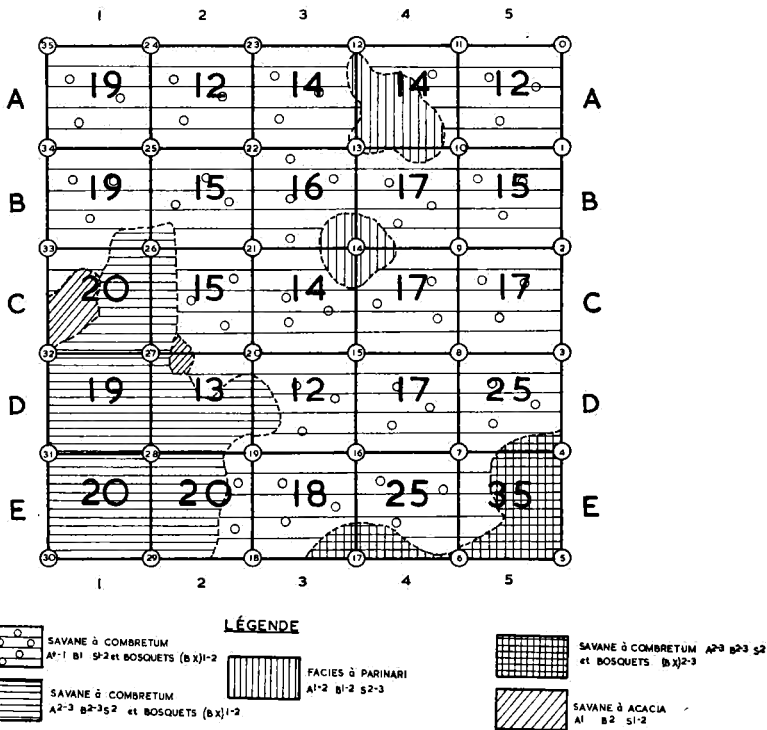 1 2 3 4 5
35 24 23 12 11 0
A 19 12 14 14 12 A
34 25 22 13 10 1
B 19 15 16 17 15 B
33 26 21 14 9 2
C 20 15 14 17 17 C
32 27 20 15 8 3
D 19 13 12 17 25 D
31 28 19 16 7 4
E 20 20 18 25 35 E
30 29 18 17 6 5
1 2 3 4 5
LÉGENDE
SAVANE à COMBRETUM
B1 S1-2 et BOSQUETS (BX)1-2
SAVANE à COMBRETUM
A2-3 B2-3 S2 et BOSQUETS (BX)1-2
FACIES à PARINARI
A1-2 B1-2 S2-3
SAVANE à COMBRETUM A2-3 B2-3 S2
et BOSQUETS (BX)2-3
SAVANE à ACACIA
A1 B2 S1-2